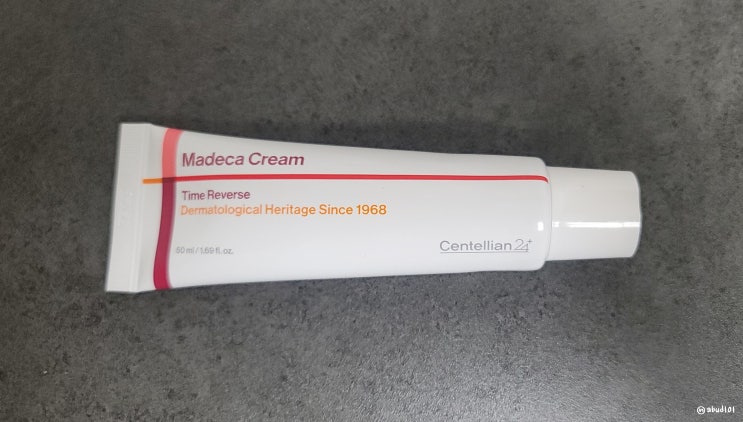 Madeca Cream
Time Reverse
Dermatological Heritage Since 1968
50 ml / 1.69 fl. oz.
Centellian 24+
@abud101